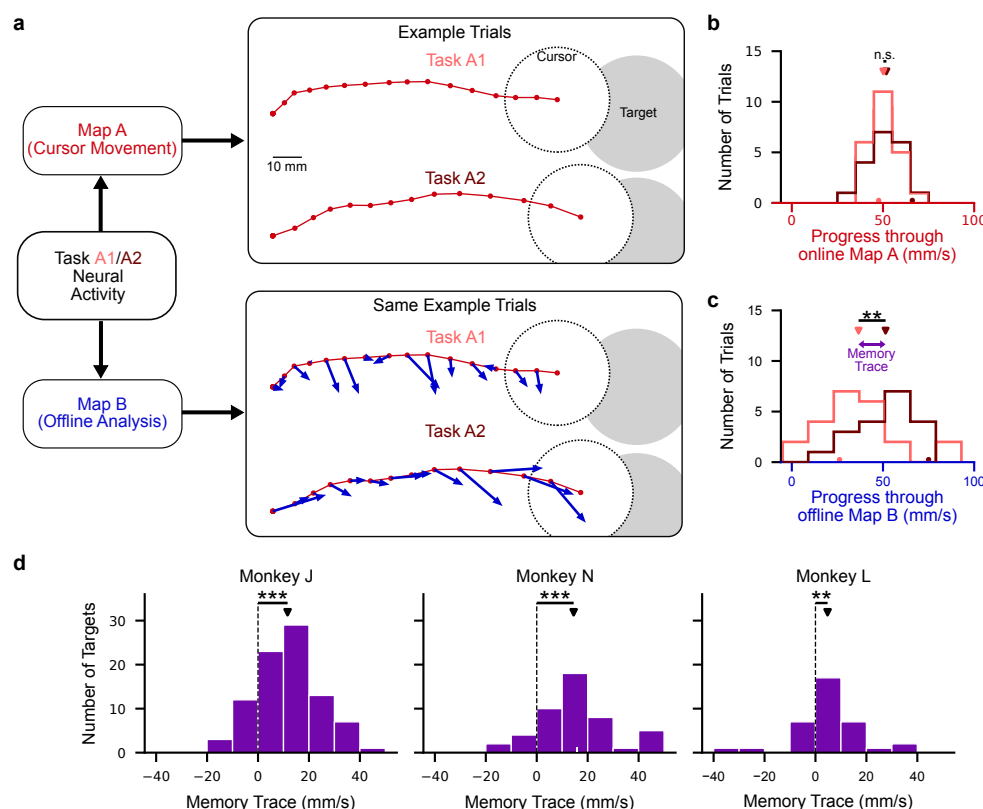 a
Example Trials
Task A1
Cursor
Target
10 mm
Task A2
Map A
(Cursor Movement)
Task A1/A2
Neural
Activity
Map B
(Offline Analysis)
Same Example Trials
Task A1
Task A2
b
n.s.
Number of Trials
15
10
5
0
0
50
100
Progress through
online Map A (mm/s)
c
**
Memory
Trace
Number of Trials
15
10
5
0
0
50
100
Progress through
offline Map B (mm/s)
d
Monkey J
***
Number of Targets
30
20
10
0
−40
−20
0
20
40
Memory Trace (mm/s)
Monkey N
***
−40
−20
0
20
40
Memory Trace (mm/s)
Monkey L
**
−40
−20
0
20
40
Memory Trace (mm/s)